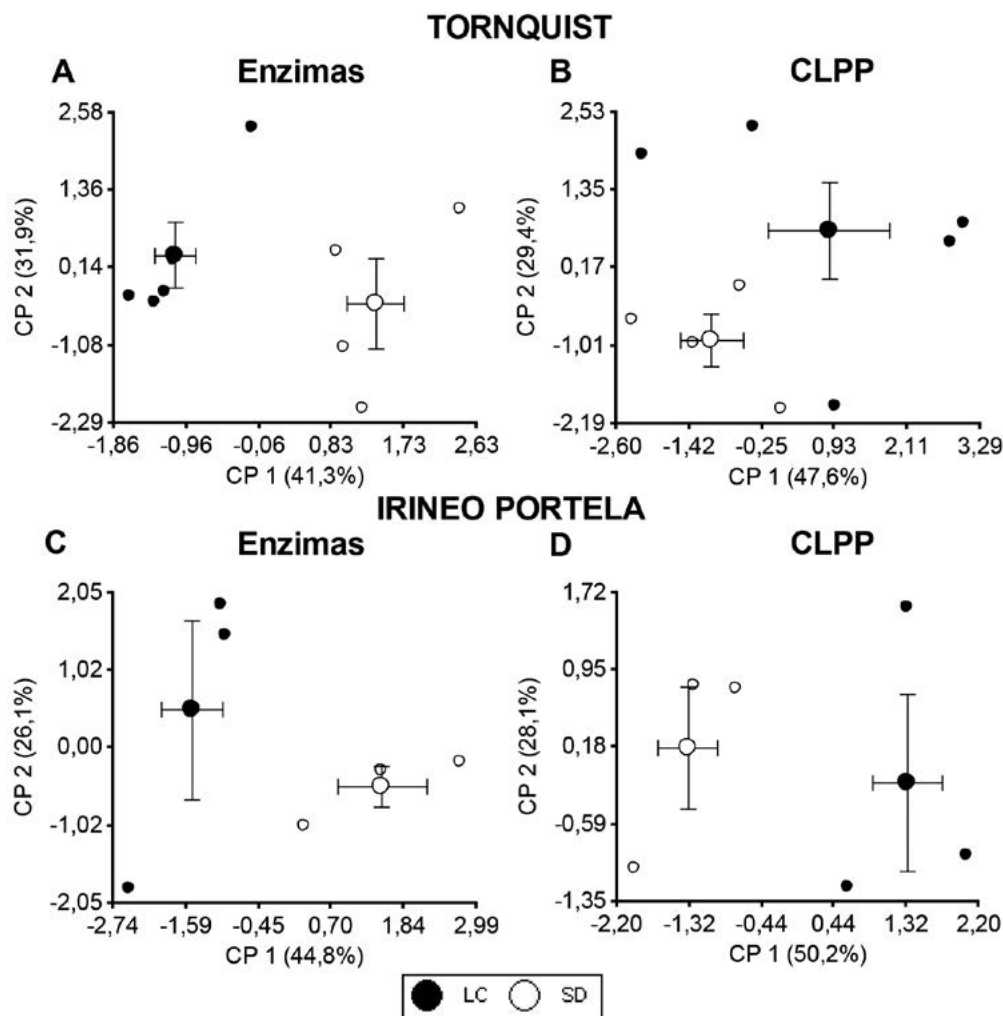 TORNQUIST
A
Enzimas
2,58
1,36
0,14
-1,08
-2,29
CP 2 (31,9%)
-1,86 -0,96 -0,06 0,83 1,73 2,63
CP 1 (41,3%)
B
CLPP
2,53
1,35
0,17
-1,01
-2,19
CP 2 (29,4%)
-2,60 -1,42 -0,25 0,93 2,11 3,29
CP 1 (47,6%)
IRINEO PORTELA
C
Enzimas
2,05
1,02
0,00
-1,02
-2,05
CP 2 (26,1%)
-2,74 -1,59 -0,45 0,70 1,84 2,99
CP 1 (44,8%)
D
CLPP
1,72
0,95
0,18
-0,59
-1,35
CP 2 (28,1%)
-2,20 -1,32 -0,44 0,44 1,32 2,20
CP 1 (50,2%)
LC SD